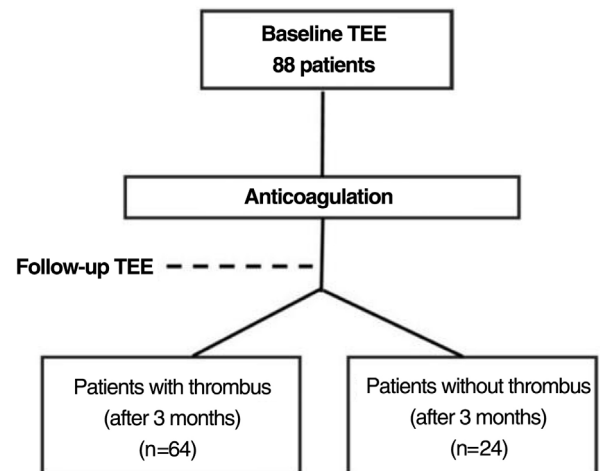 Baseline TEE
88 patients
Anticoagulation
Follow-up TEE
Patients with thrombus
(after 3 months)
(n=64)
Patients without thrombus
(after 3 months)
(n=24)